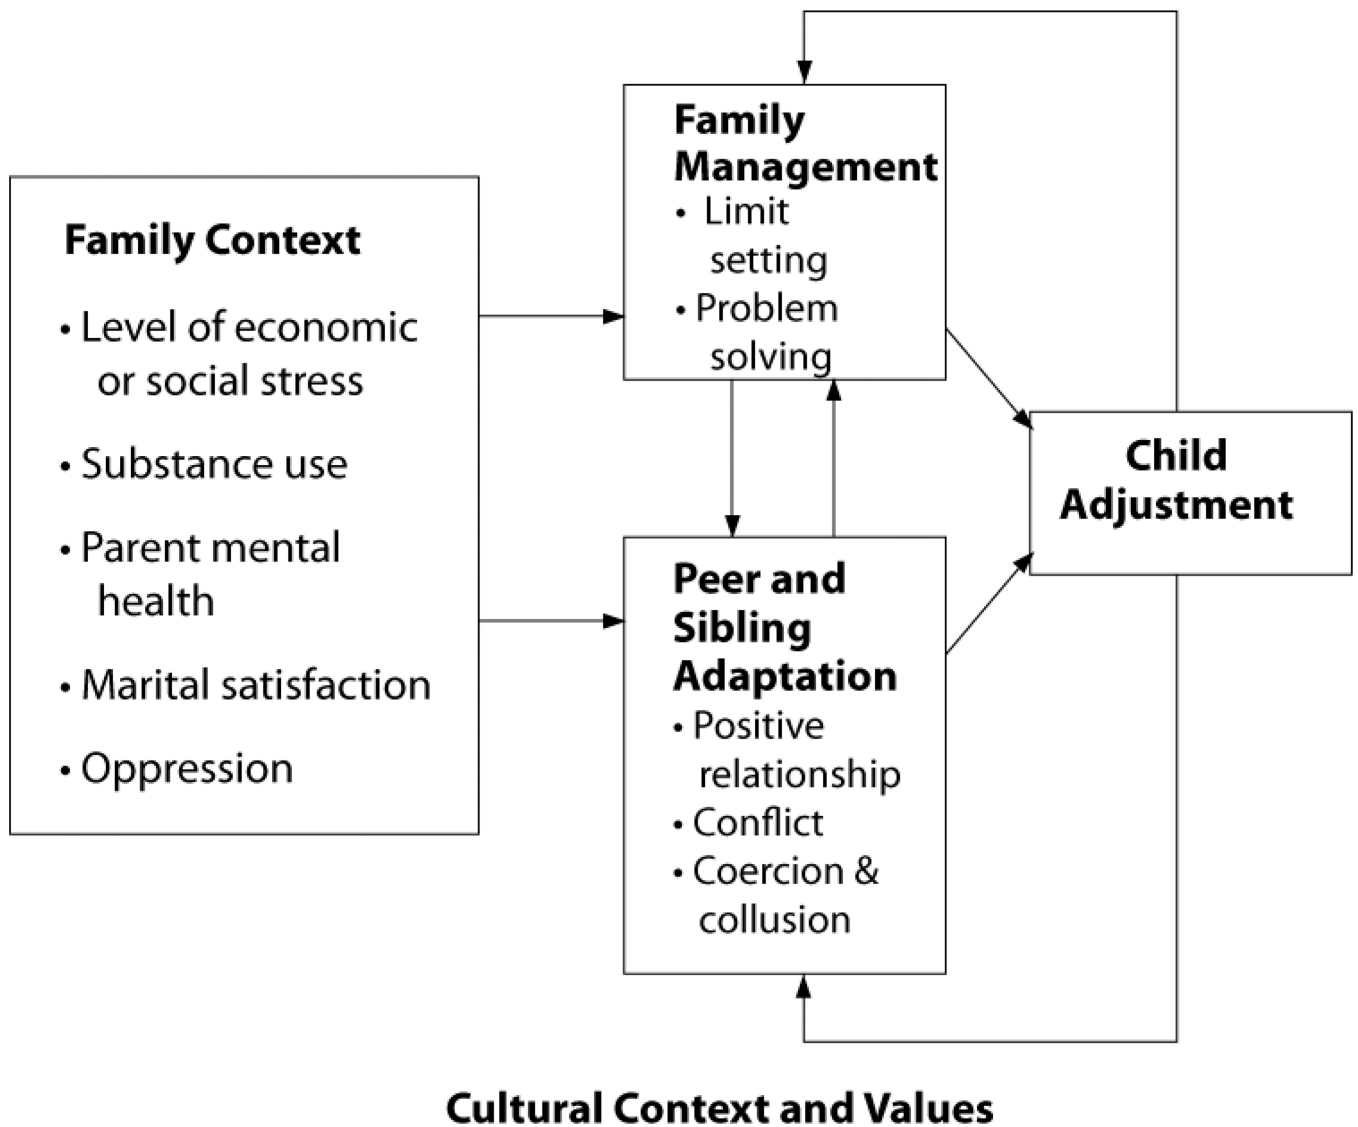 Family Context
• Level of economic
or social stress
• Substance use
• Parent mental
health
• Marital satisfaction
• Oppression
Family
Management
• Limit
setting
• Problem
solving
Peer and
Sibling
Adaptation
• Positive
relationship
• Conflict
• Coercion &
collusion
Child
Adjustment
Cultural Context and Values